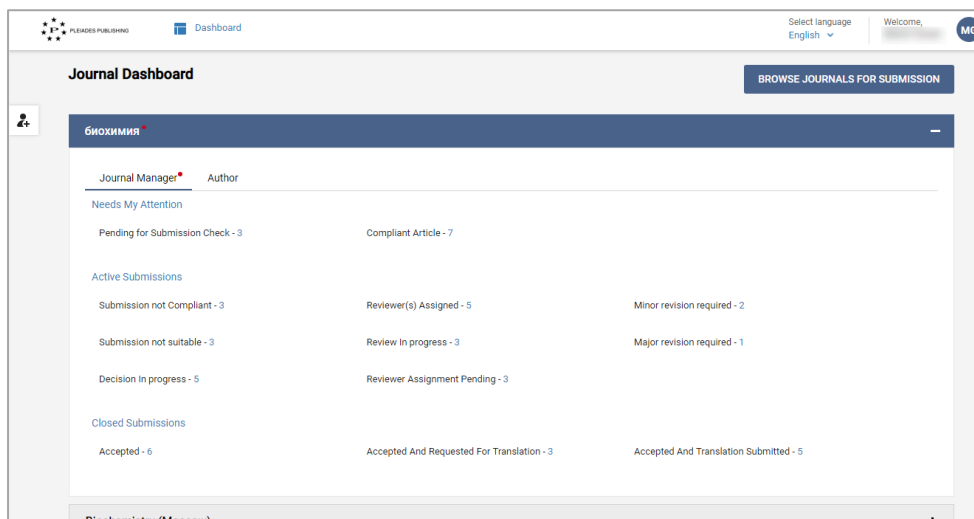 PLEIADES PUBLISHING
Dashboard
Select language
English
Welcome,
MG
Journal Dashboard
BROWSE JOURNALS FOR SUBMISSION
биохимия
Journal Manager Author
Needs My Attention
Pending for Submission Check - 3 Compliant Article - 7
Active Submissions
Submission not Compliant - 3 Reviewer(s) Assigned - 5 Minor revision required - 2
Submission not suitable - 3 Review In progress - 3 Major revision required - 1
Decision In progress - 5 Reviewer Assignment Pending - 3
Closed Submissions
Accepted - 6 Accepted And Requested For Translation - 3 Accepted And Translation Submitted - 5
Biochemistry (Moscow)